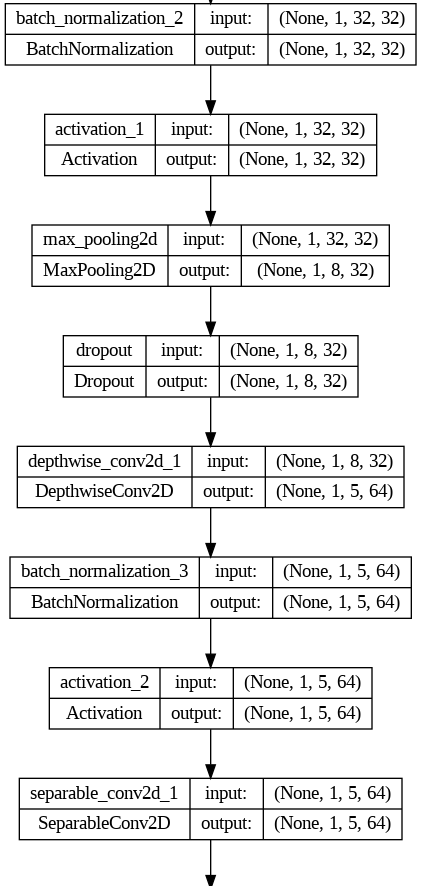 batch_normalization_2 input: (None, 1, 32, 32)
BatchNormalization output: (None, 1, 32, 32)
activation_1 input: (None, 1, 32, 32)
Activation output: (None, 1, 32, 32)
max_pooling2d input: (None, 1, 32, 32)
MaxPooling2D output: (None, 1, 8, 32)
dropout input: (None, 1, 8, 32)
Dropout output: (None, 1, 8, 32)
depthwise_conv2d_1 input: (None, 1, 8, 32)
DepthwiseConv2D output: (None, 1, 5, 64)
batch_normalization_3 input: (None, 1, 5, 64)
BatchNormalization output: (None, 1, 5, 64)
activation_2 input: (None, 1, 5, 64)
Activation output: (None, 1, 5, 64)
separable_conv2d_1 input: (None, 1, 5, 64)
SeparableConv2D output: (None, 1, 5, 64)